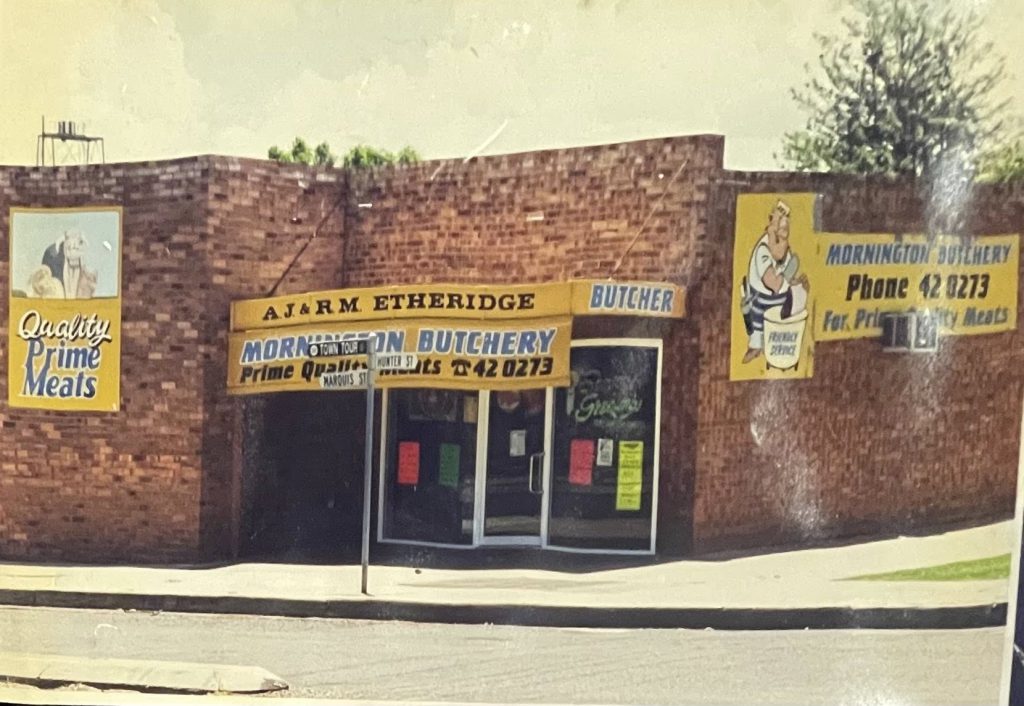 Quality
Prime
Meats
A.J. & R.M. ETHERIDGE
BUTCHER
MORNINGTON BUTCHERY
Prime Quality Meats ☎ 42 0273
TOWN TOUR
HUNTER ST
MARQUIS ST
MORNINGTON BUTCHERY
Phone 42 0273
For Prime Quality Meats
FRIENDLY
SERVICE